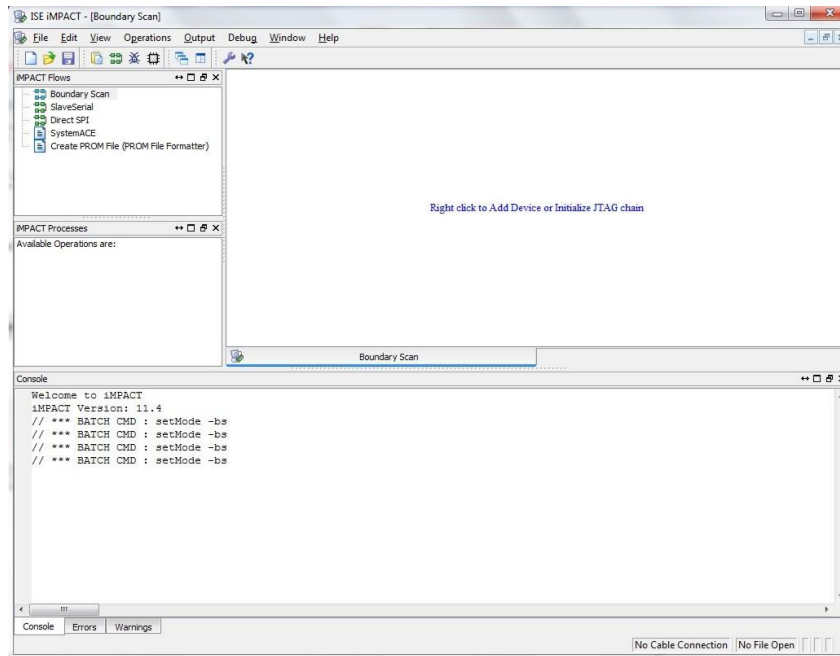 ISE iMPACT - [Boundary Scan]
File Edit View Operations Output Debug Window Help
iMPACT Flows
Boundary Scan
SlaveSerial
Direct SPI
SystemACE
Create PROM File (PROM File Formatter)
Right click to Add Device or Initialize JTAG chain
iMPACT Processes
Available Operations are:
Boundary Scan
Console
Welcome to iMPACT
iMPACT Version: 11.4
// *** BATCH CMD : setMode -bs
// *** BATCH CMD : setMode -bs
// *** BATCH CMD : setMode -bs
// *** BATCH CMD : setMode -bs
Console Errors Warnings
No Cable Connection No File Open